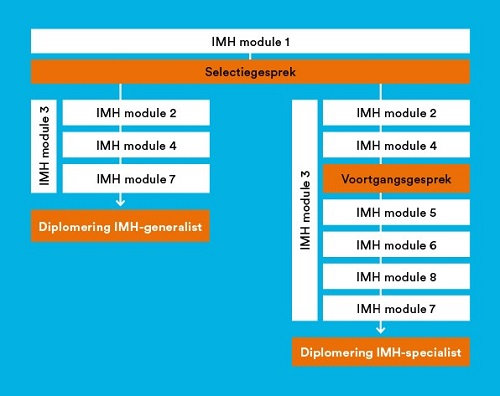 IMH module 1
Selectiegesprek
IMH module 3
IMH module 2
IMH module 4
IMH module 7
Diplomering IMH-generalist
IMH module 3
IMH module 2
IMH module 4
Voortgangsgesprek
IMH module 5
IMH module 6
IMH module 8
IMH module 7
Diplomering IMH-specialist